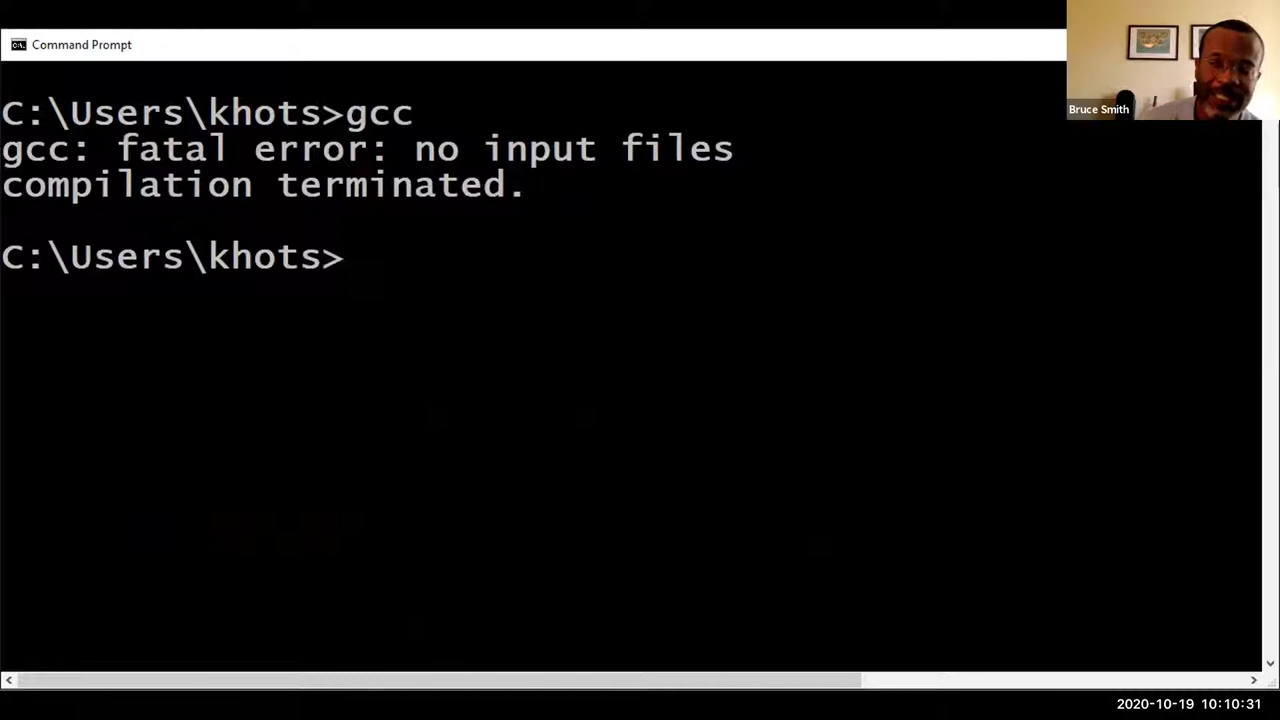 Command Prompt
C:\Users\khots>gcc
gcc: fatal error: no input files
compilation terminated.
C:\Users\khots>
Bruce Smith
2020-10-19 10:10:31